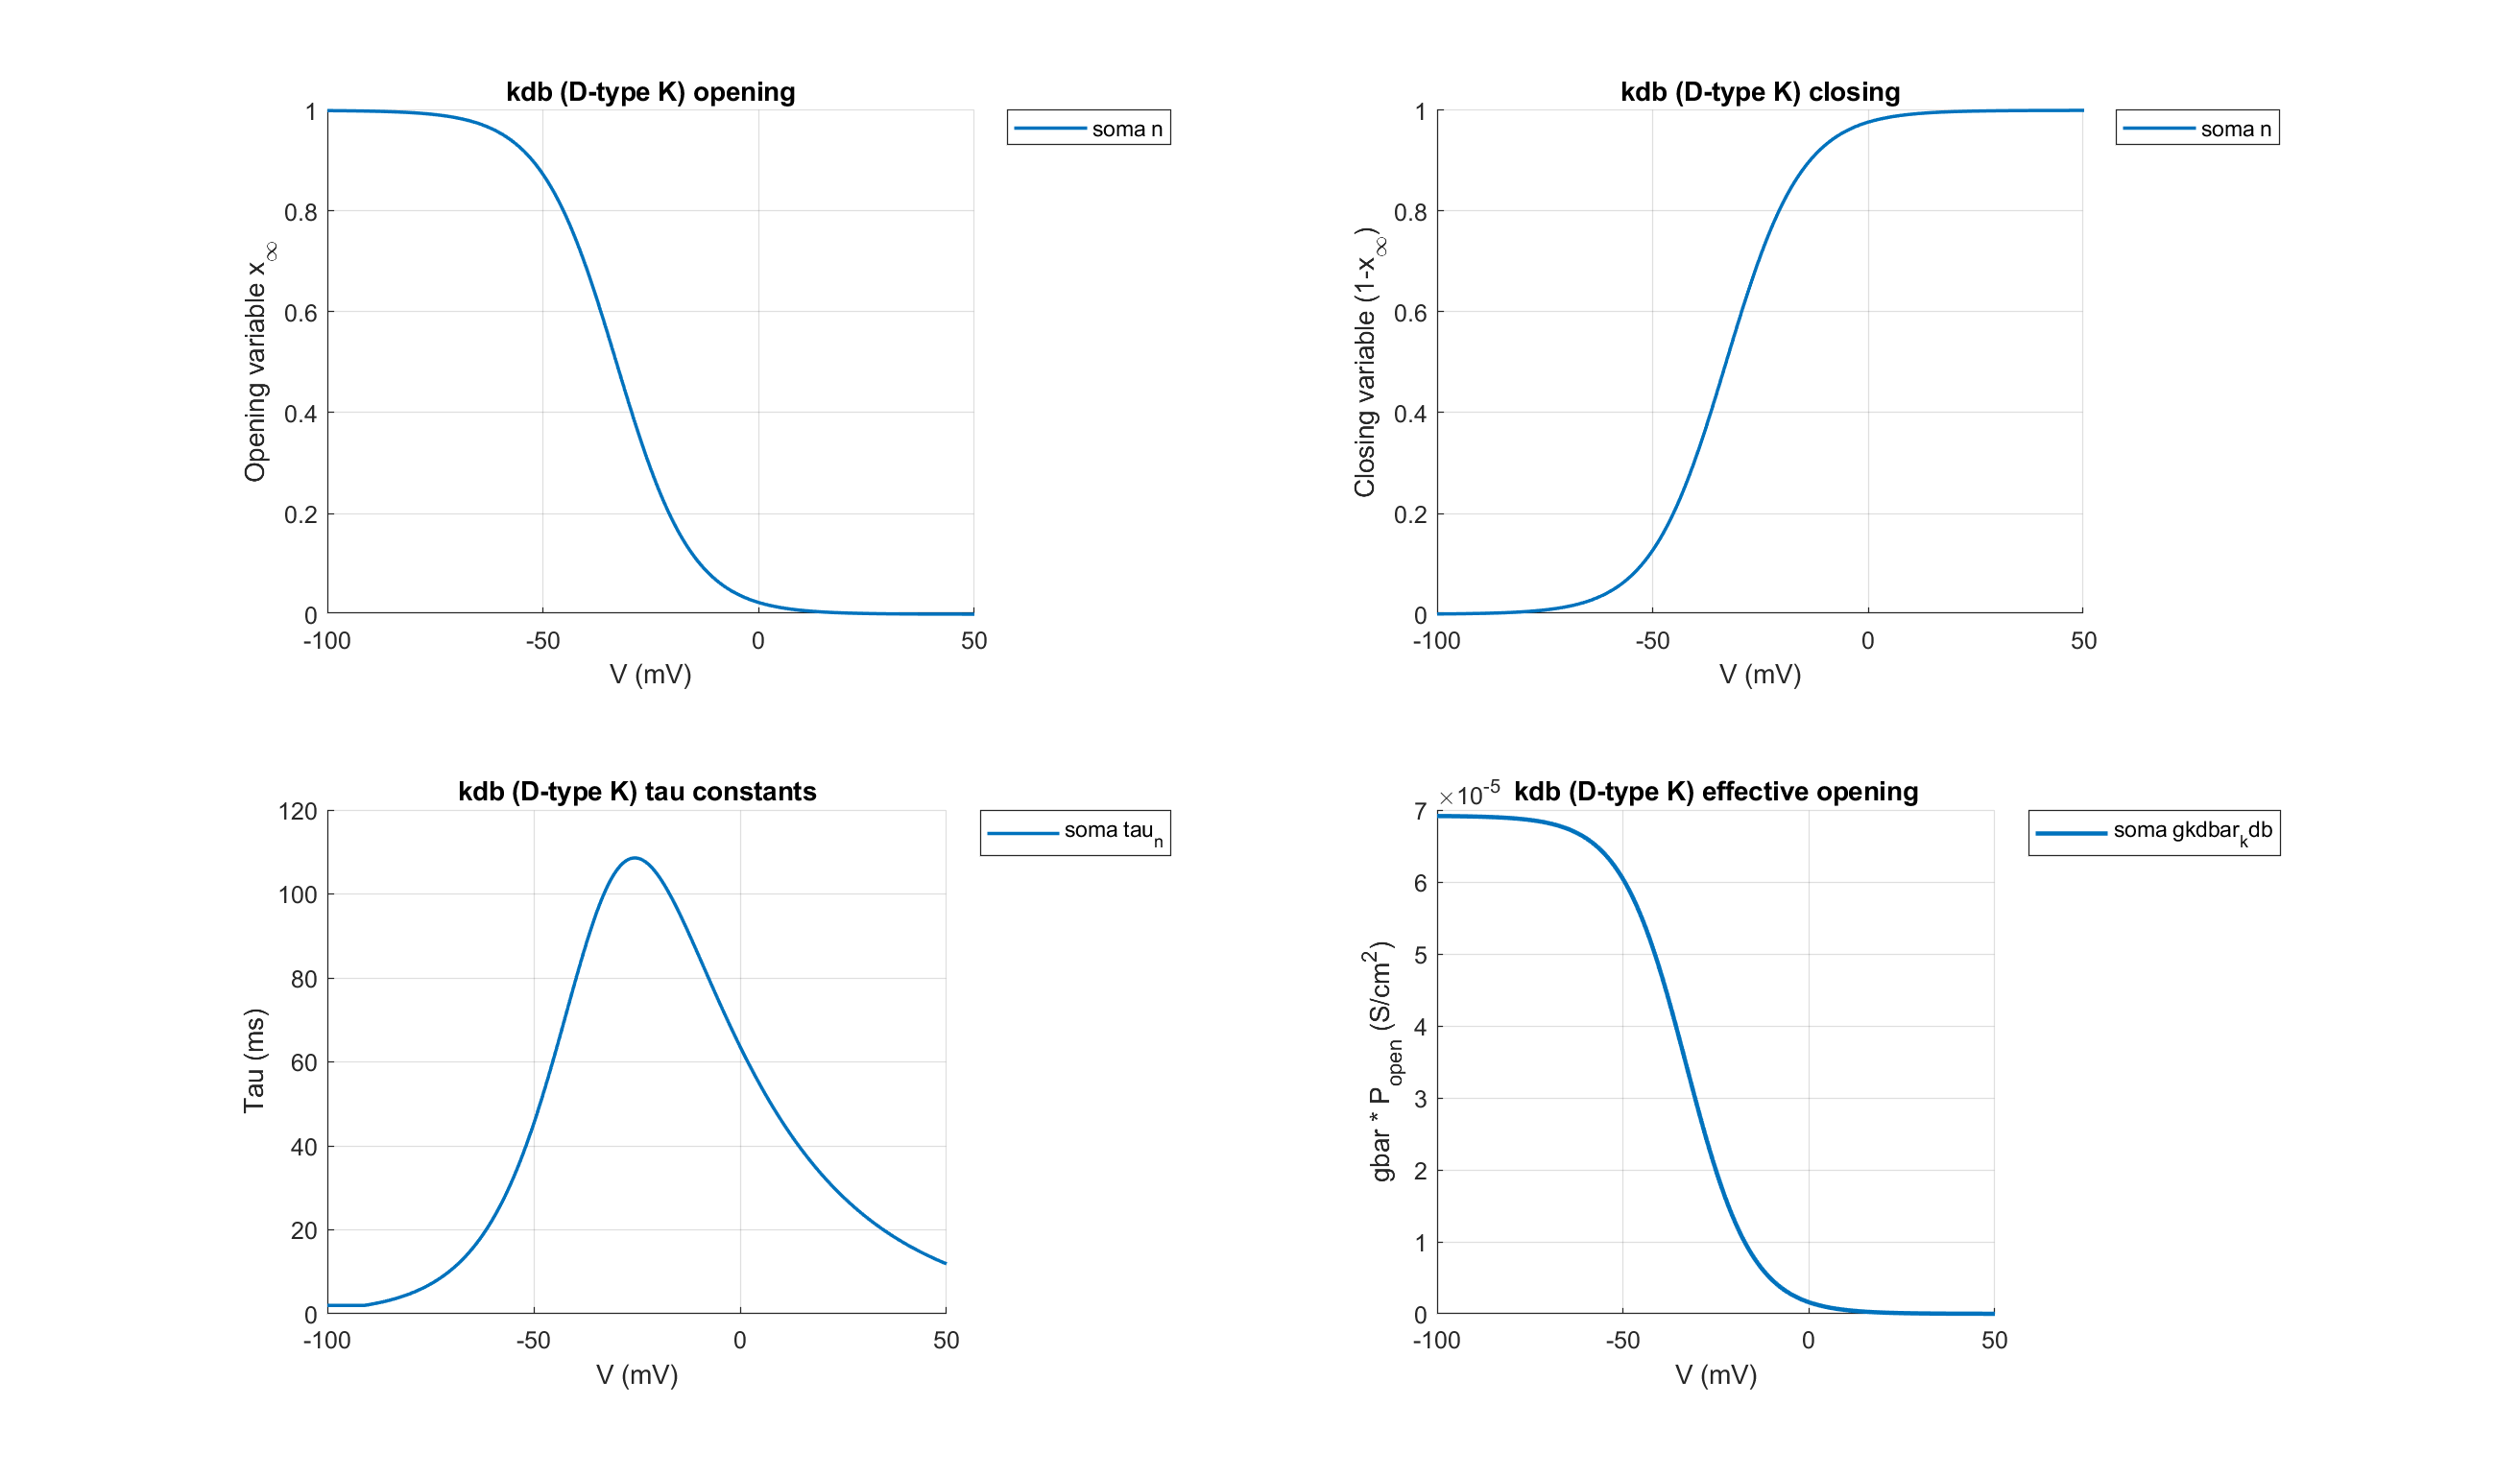 kdb (D-type K) opening
1
0.8
0.6
0.4
0.2
0
-100 -50 0 50
V (mV)
Opening variable x∞
soma n
kdb (D-type K) closing
1
0.8
0.6
0.4
0.2
0
-100 -50 0 50
V (mV)
Closing variable (1-x∞)
soma n
kdb (D-type K) tau constants
120
100
80
60
40
20
0
-100 -50 0 50
V (mV)
Tau (ms)
soma tau_n
×10^-5 kdb (D-type K) effective opening
7
6
5
4
3
2
1
0
-100 -50 0 50
V (mV)
gbar * P_open (S/cm^2)
soma gkdbar_kdb